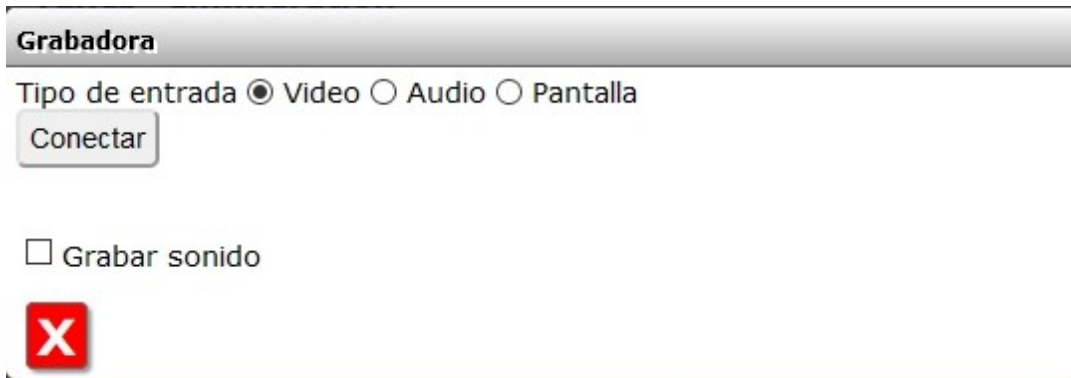 Grabadora
Tipo de entrada Video Audio Pantalla
Conectar
Grabar sonido
X